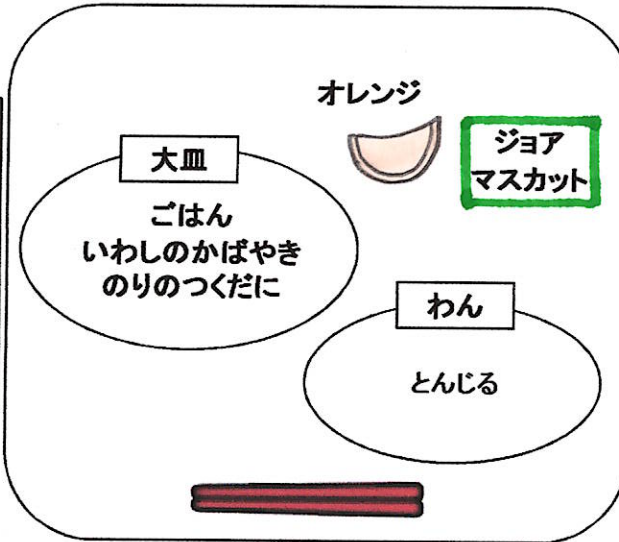 オレンジ
ジョア
マスカット
大皿
ごはん
いわしのかばやき
のりのつくだに
わん
とんじる